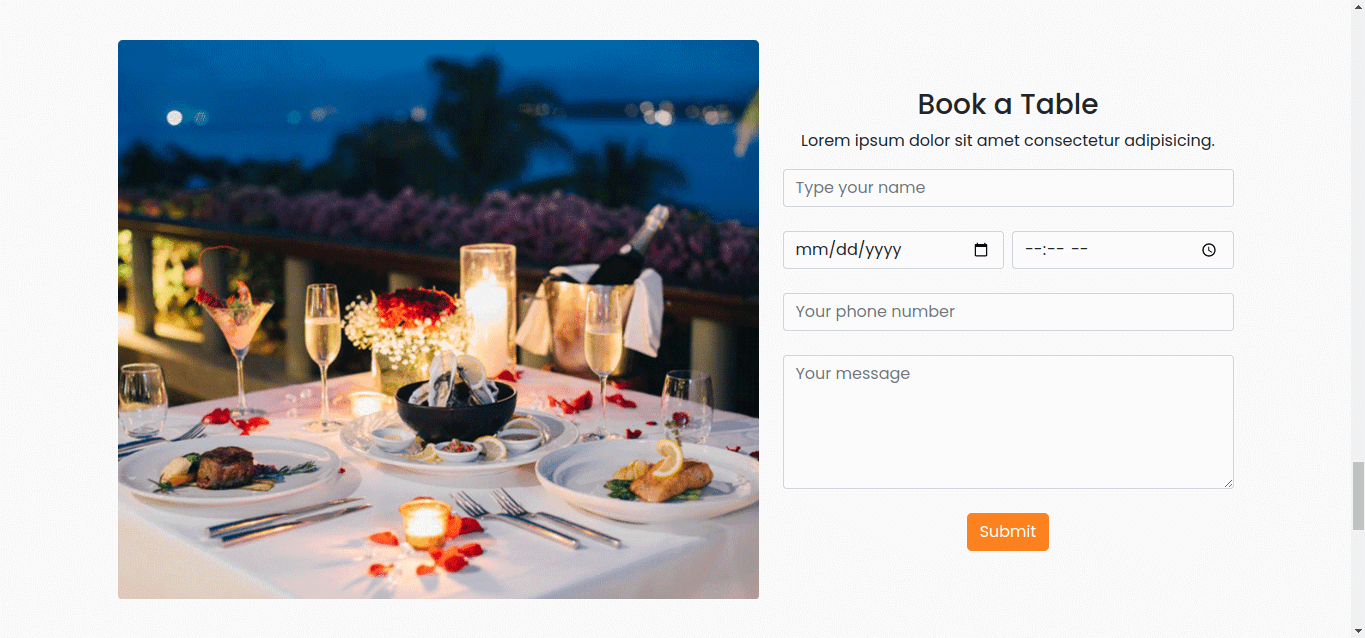 Book a Table
Lorem ipsum dolor sit amet consectetur adipisicing.
Type your name
mm/dd/yyyy
--:-- --
Your phone number
Your message
Submit